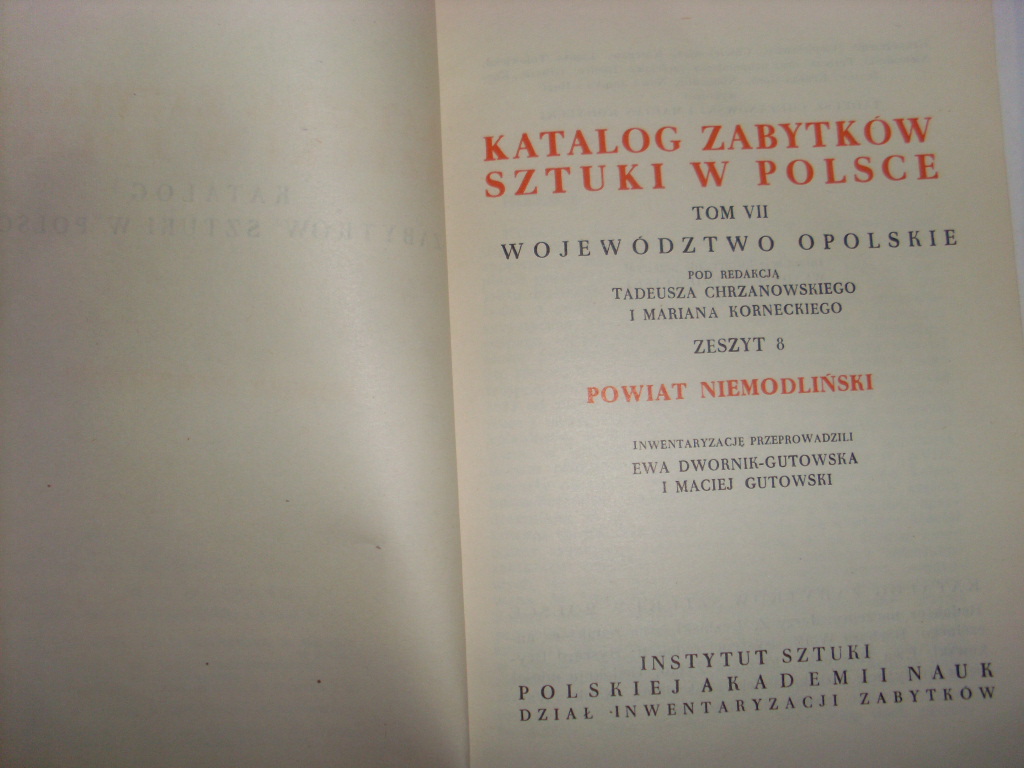 KATALOG ZABYTKÓW
SZTUKI W POLSCE
TOM VII
WOJEWÓDZTWO OPOLSKIE
POD REDAKCJĄ
TADEUSZA CHRZANOWSKIEGO
I MARIANA KORNECKIEGO
ZESZYT 8
POWIAT NIEMODLIŃSKI
INWENTARYZACJĘ PRZEPROWADZILI
EWA DWORNIK-GUTOWSKA
I MACIEJ GUTOWSKI
INSTYTUT SZTUKI
POLSKIEJ AKADEMII NAUK
DZIAŁ INWENTARYZACJI ZABYTKÓW